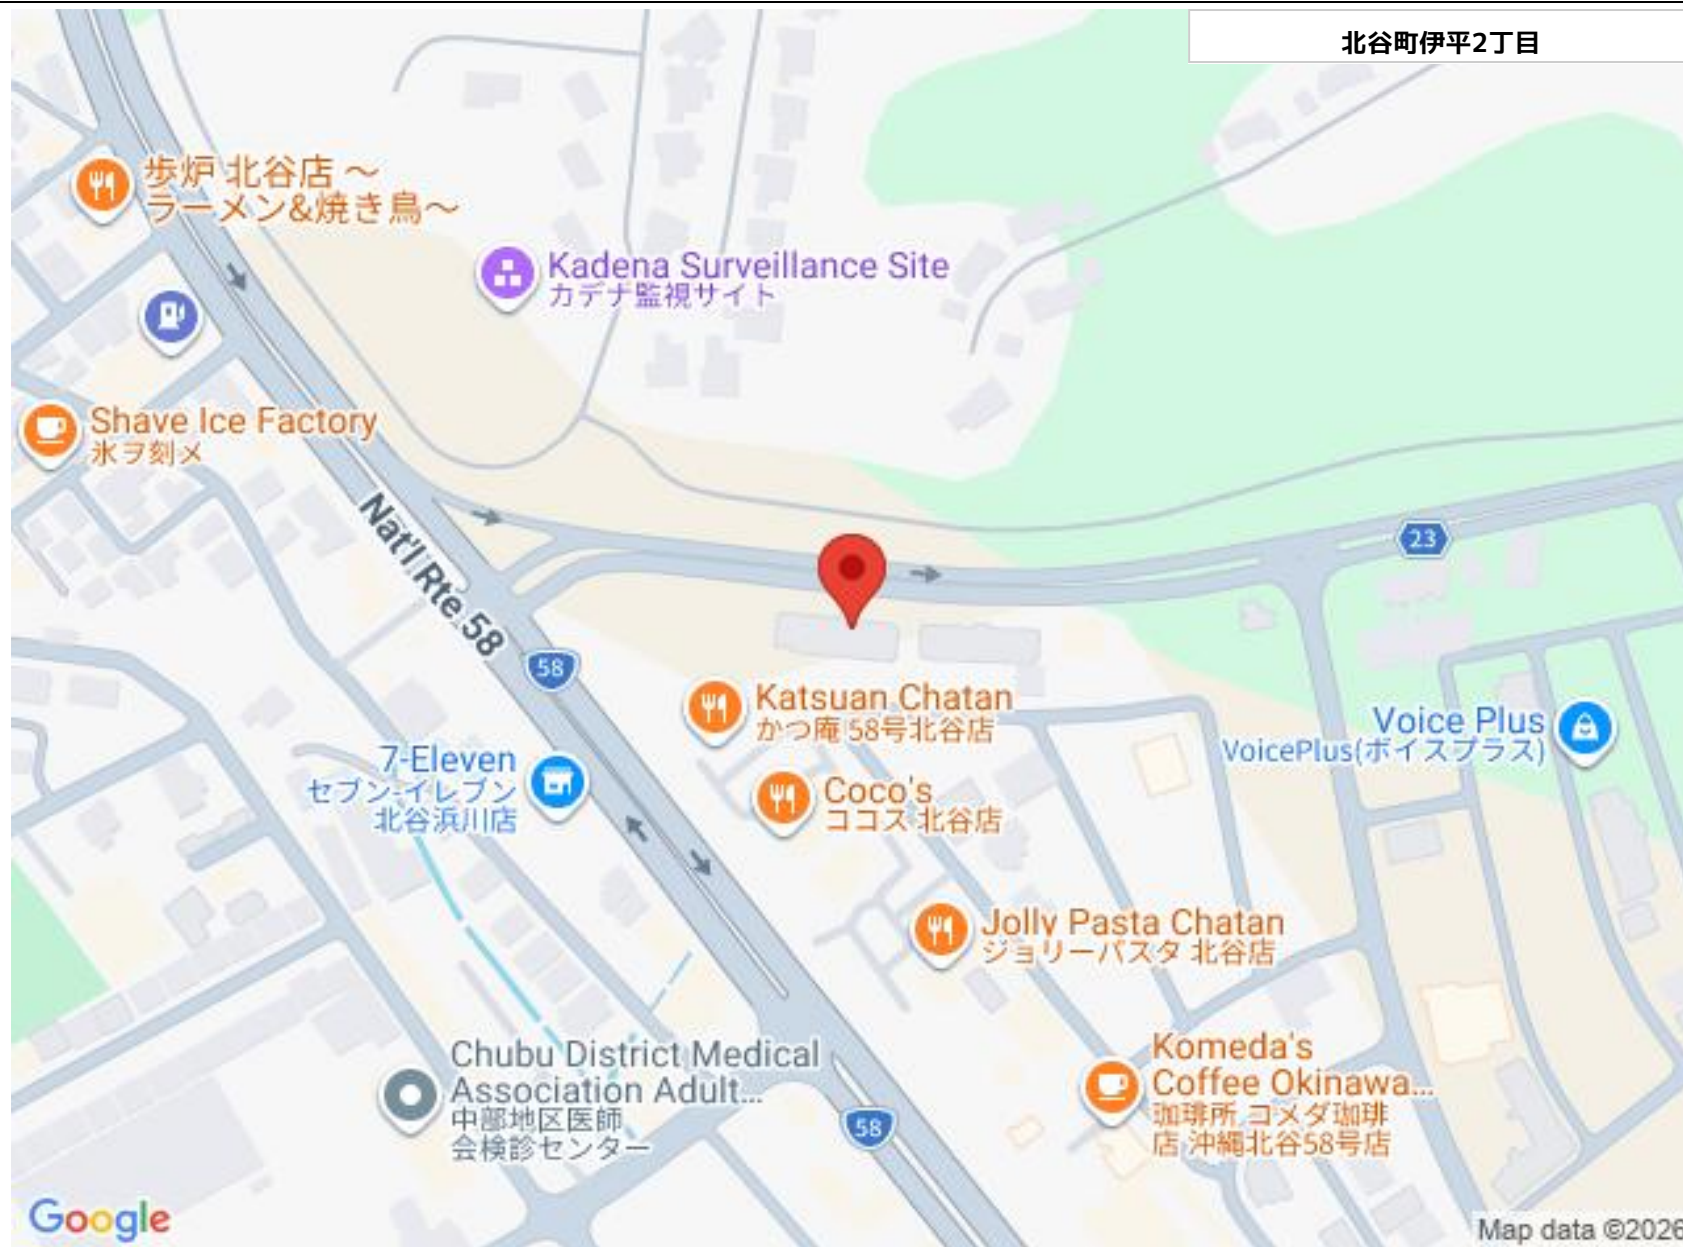 北谷町伊平2丁目
歩炉 北谷店 ～
ラーメン&焼き鳥～
Kadena Surveillance Site
カデナ監視サイト
Shave Ice Factory
氷ヲ刻メ
Nat'l Rte 58
23
58
Katsuan Chatan
かつ庵 58号北谷店
Voice Plus
VoicePlus(ボイスプラス)
7-Eleven
セブン-イレブン
北谷浜川店
Coco's
ココス 北谷店
Jolly Pasta Chatan
ジョリーパスタ 北谷店
Chubu District Medical
Association Adult...
中部地区医師
会検診センター
Komeda's
Coffee Okinawa...
珈琲所 コメダ珈琲
店 沖縄北谷58号店
58
Google
Map data ©2026